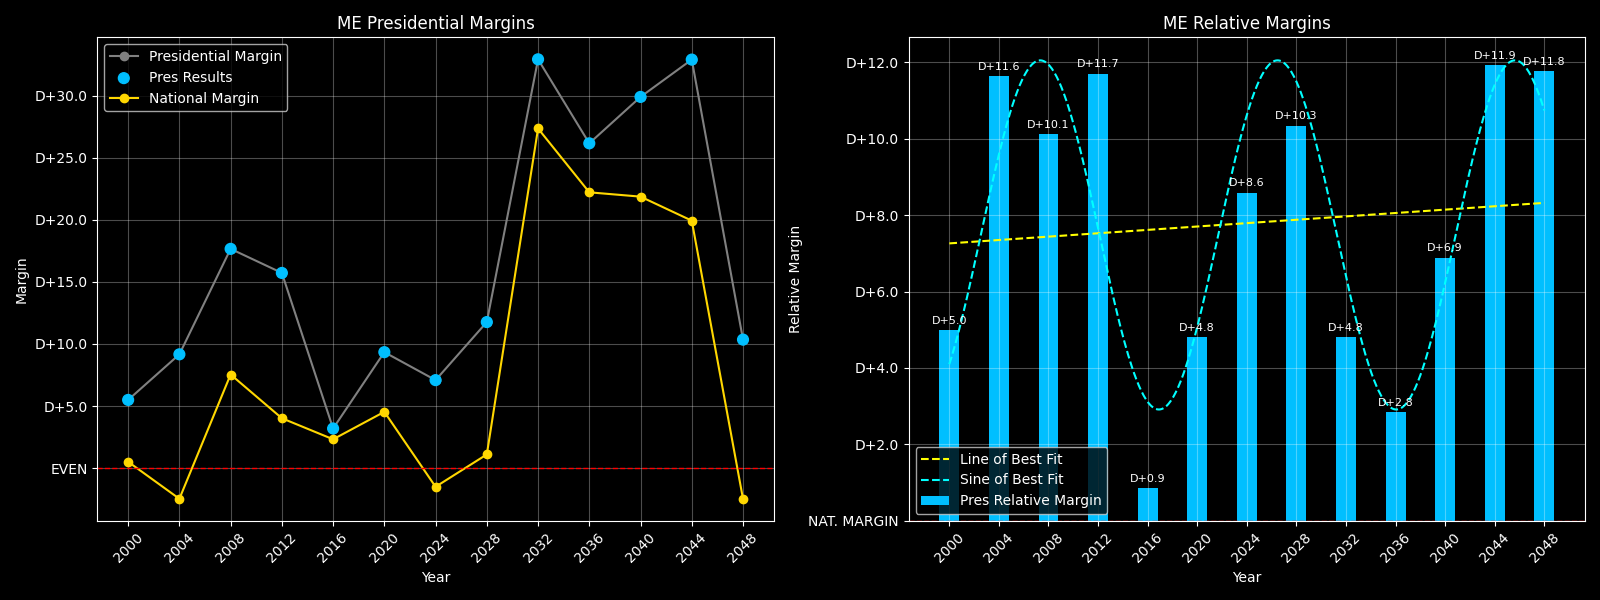 ME Presidential Margins
Presidential Margin
Pres Results
National Margin
D+30.0
D+25.0
D+20.0
D+15.0
D+10.0
D+5.0
EVEN
Margin
2000
2004
2008
2012
2016
2020
2024
2028
2032
2036
2040
2044
2048
Year
ME Relative Margins
D+12.0
D+10.0
D+8.0
D+6.0
D+4.0
D+2.0
NAT. MARGIN
Relative Margin
D+5.0
D+11.6
D+10.1
D+11.7
D+0.9
D+4.8
D+8.6
D+10.3
D+4.8
D+2.8
D+6.9
D+11.9
D+11.8
Line of Best Fit
Sine of Best Fit
Pres Relative Margin
2000
2004
2008
2012
2016
2020
2024
2028
2032
2036
2040
2044
2048
Year